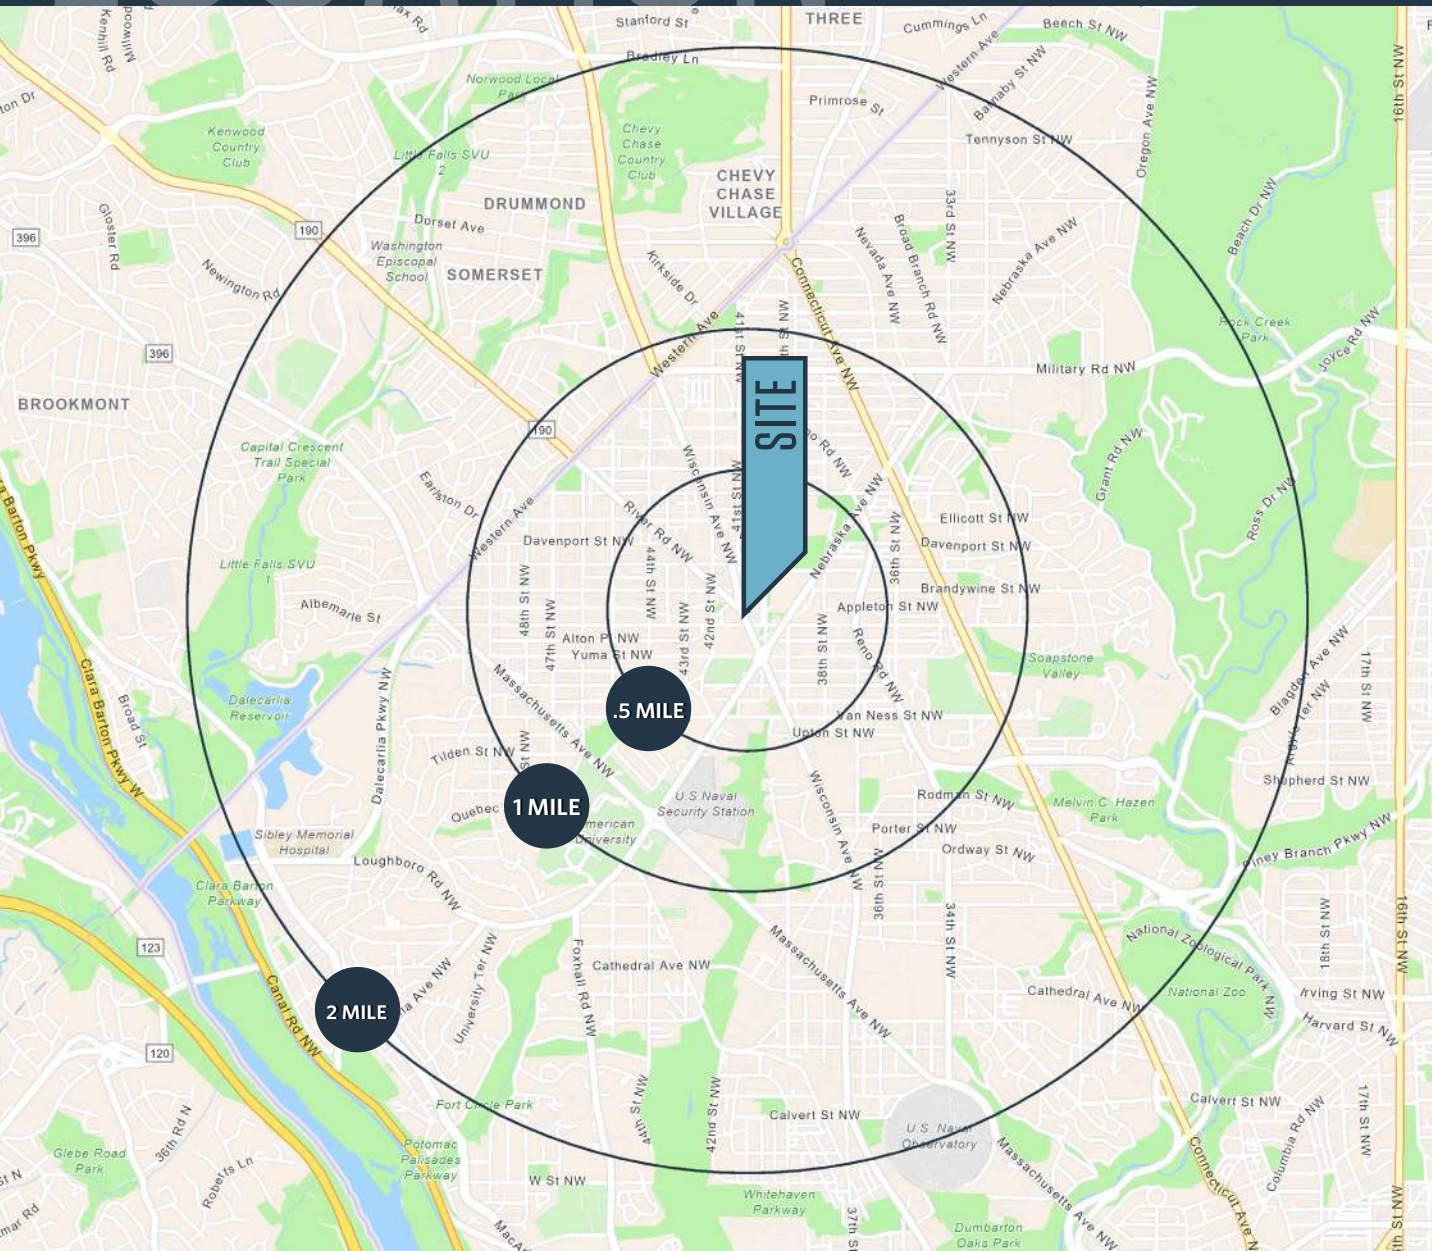 LOCATION
Kenhill Rd
Millwood
Stanford St
THREE
Cummings Ln
Beech St NW
Western Ave
16th St NW
Bradley Ln
Barnaby St NW
Norwood Local
Park
Primrose St
Oregon Ave NW
Kenwood
Country
Club
Chevy
Chase
Country
Club
Tennyson St NW
Little Falls SVU
2
CHEVY
CHASE
VILLAGE
DRUMMOND
33rd St NW
Gloster Rd
Dorset Ave
190
396
Washington
Episcopal
School
SOMERSET
Kirkside Dr
Nevada Ave NW
Broad Branch Rd NW
Nebraska Ave NW
Beach Dr NW
Newington Rd
Connecticut Ave NW
Western Ave
41st St NW
Rock Creek
Park
Joyce Rd NW
396
Military Rd NW
SITE
BROOKMONT
190
Capital Crescent
Trail Special
Park
Wisconsin Ave NW
Grant Rd NW
Earlston Dr
Western Ave
River Rd NW
41st St NW
Nebraska Ave NW
36th St NW
Ellicott St NW
Ross Dr NW
Davenport St NW
Davenport St NW
Little Falls SVU
1
48th St NW
47th St NW
44th St NW
43rd St NW
42nd St NW
Brandywine St NW
Albemarle St
Appleton St NW
Alton Pl NW
Yuma St NW
38th St NW
Reno Rd NW
Soapstone
Valley
Blagden Ave NW
17th St NW
Argyle Ter NW
Clara Barton Pkwy
Clara Barton Pkwy W
Broad St
Dalecarlia
Reservoir
Dalecarlia Pkwy NW
Massachusetts Ave NW
.5 MILE
Van Ness St NW
Upton St NW
Tilden St NW
Shepherd St NW
Quebec
1 MILE
U.S Naval
Security Station
Rodman St NW
Melvin C. Hazen
Park
University
Wisconsin Ave NW
Porter St NW
Ordway St NW
Piney Branch Pkwy NW
Sibley Memorial
Hospital
Loughboro Rd NW
36th St NW
Clara Barton
Parkway
34th St NW
16th St NW
18th St NW
123
University Ter NW
Foxhall Rd NW
Cathedral Ave NW
Massachusetts Ave NW
National Zoological Park NW
Cathedral Ave NW
National Zoo
Irving St NW
Harvard St NW
2 MILE
Canal Rd NW
120
44th St NW
42nd St NW
Calvert St NW
Calvert St NW
Columbia Rd NW
17th St NW
36th Rd N
Fort Circle Park
U.S. Naval
Observatory
Glebe Road
Park
Potomac
Palisades
Parkway
Roberts Ln
W St NW
Whitehaven
Parkway
Massachusetts Ave NW
Connecticut Ave N
Dumbarton
Oaks Park